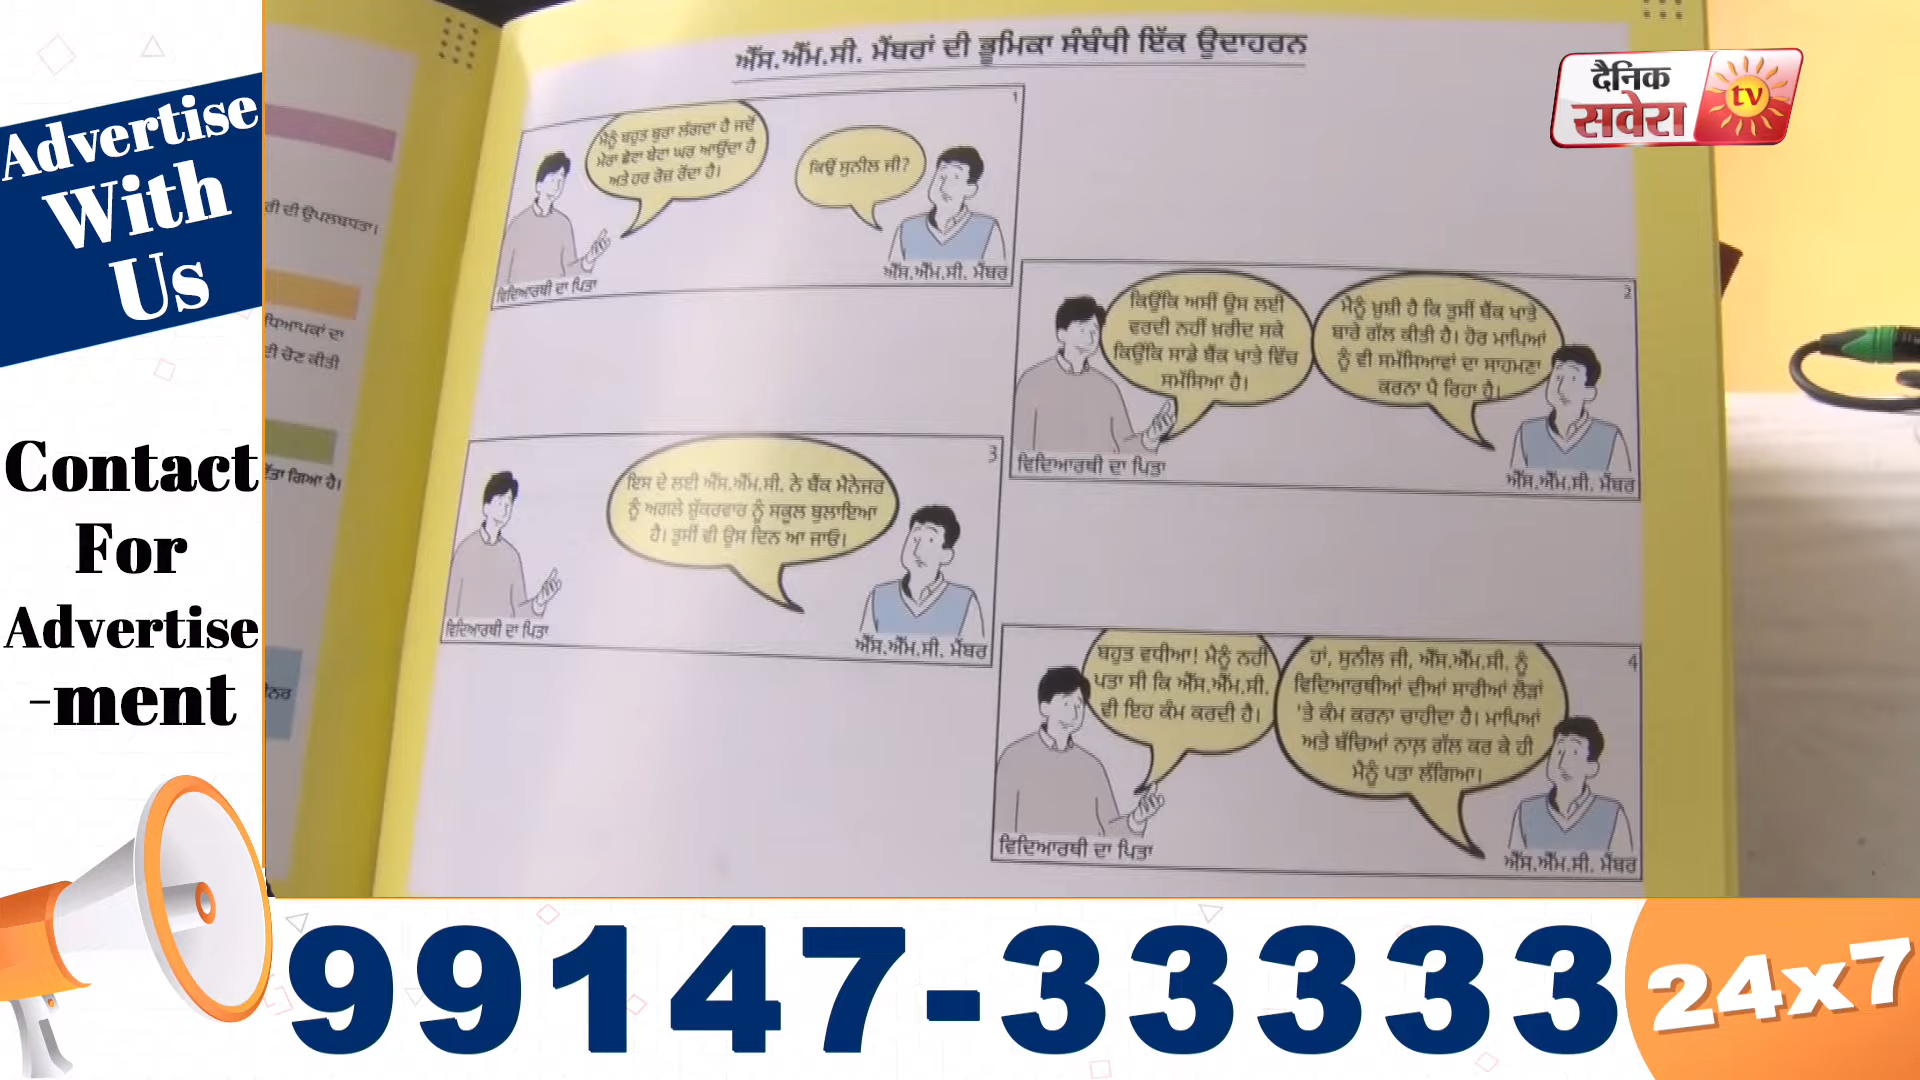 Advertise
With
Us
Contact
For
Advertise
-ment
ਐੱਸ.ਐੱਮ.ਸੀ. ਮੈਂਬਰਾਂ ਦੀ ਭੂਮਿਕਾ ਸੰਬੰਧੀ ਇੱਕ ਉਦਾਹਰਨ
दैनिक
सवेरा
tv
1
ਮੈਨੂੰ ਬਹੁਤ ਬੁਰਾ ਲੱਗਦਾ ਹੈ ਜਦੋਂ
ਮੇਰਾ ਛੋਟਾ ਬੇਟਾ ਘਰ ਆਉਂਦਾ ਹੈ
ਅਤੇ ਹਰ ਰੋਜ਼ ਰੋਂਦਾ ਹੈ।
ਕਿਉਂ ਸੁਨੀਲ ਜੀ?
ਵਿਦਿਆਰਥੀ ਦਾ ਪਿਤਾ
ਐੱਸ.ਐੱਮ.ਸੀ. ਮੈਂਬਰ
2
ਕਿਉਂਕਿ ਅਸੀਂ ਉਸ ਲਈ
ਵਰਦੀ ਨਹੀਂ ਖ਼ਰੀਦ ਸਕੇ
ਕਿਉਂਕਿ ਸਾਡੇ ਬੈਂਕ ਖਾਤੇ ਵਿੱਚ
ਸਮੱਸਿਆ ਹੈ।
ਮੈਨੂੰ ਖ਼ੁਸ਼ੀ ਹੈ ਕਿ ਤੁਸੀਂ ਬੈਂਕ ਖਾਤੇ
ਬਾਰੇ ਗੱਲ ਕੀਤੀ ਹੈ। ਹੋਰ ਮਾਪਿਆਂ
ਨੂੰ ਵੀ ਸਮੱਸਿਆਵਾਂ ਦਾ ਸਾਹਮਣਾ
ਕਰਨਾ ਪੈ ਰਿਹਾ ਹੈ।
ਵਿਦਿਆਰਥੀ ਦਾ ਪਿਤਾ
ਐੱਸ.ਐੱਮ.ਸੀ. ਮੈਂਬਰ
3
ਇਸ ਦੇ ਲਈ ਐੱਸ.ਐੱਮ.ਸੀ. ਨੇ ਬੈਂਕ ਮੈਨੇਜਰ
ਨੂੰ ਅਗਲੇ ਸ਼ੁੱਕਰਵਾਰ ਨੂੰ ਸਕੂਲ ਬੁਲਾਇਆ
ਹੈ। ਤੁਸੀਂ ਵੀ ਉਸ ਦਿਨ ਆ ਜਾਓ।
ਵਿਦਿਆਰਥੀ ਦਾ ਪਿਤਾ
ਐੱਸ.ਐੱਮ.ਸੀ. ਮੈਂਬਰ
4
ਬਹੁਤ ਵਧੀਆ! ਮੈਨੂੰ ਨਹੀਂ
ਪਤਾ ਸੀ ਕਿ ਐੱਸ.ਐੱਮ.ਸੀ.
ਵੀ ਇਹ ਕੰਮ ਕਰਦੀ ਹੈ।
ਹਾਂ, ਸੁਨੀਲ ਜੀ, ਐੱਸ.ਐੱਮ.ਸੀ. ਨੂੰ
ਵਿਦਿਆਰਥੀਆਂ ਦੀਆਂ ਸਾਰੀਆਂ ਲੋੜਾਂ
'ਤੇ ਕੰਮ ਕਰਨਾ ਚਾਹੀਦਾ ਹੈ। ਮਾਪਿਆਂ
ਅਤੇ ਬੱਚਿਆਂ ਨਾਲ਼ ਗੱਲ ਕਰ ਕੇ ਹੀ
ਮੈਨੂੰ ਪਤਾ ਲੱਗਿਆ।
ਵਿਦਿਆਰਥੀ ਦਾ ਪਿਤਾ
ਐੱਸ.ਐੱਮ.ਸੀ. ਮੈਂਬਰ
ਦੀ ਉਪਲਬਧਤਾ।
ਦਾ
ਚੋਣ ਕੀਤੀ
ਗਿਆ ਹੈ।
99147-33333
24x7